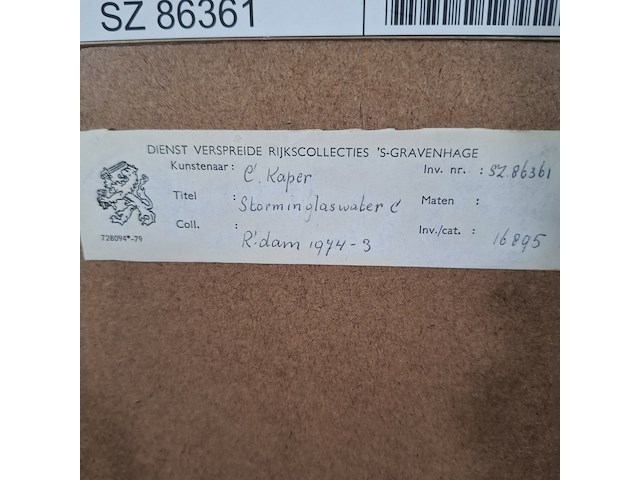 SZ 86361
DIENST VERSPREIDE RIJKSCOLLECTIES 'S-GRAVENHAGE
Kunstenaar : C. Kaper Inv. nr. : SZ 86361
Titel : Storminglaswater C Maten :
Coll. : R'dam 1974-3 Inv./cat. : 16895
728094*-79